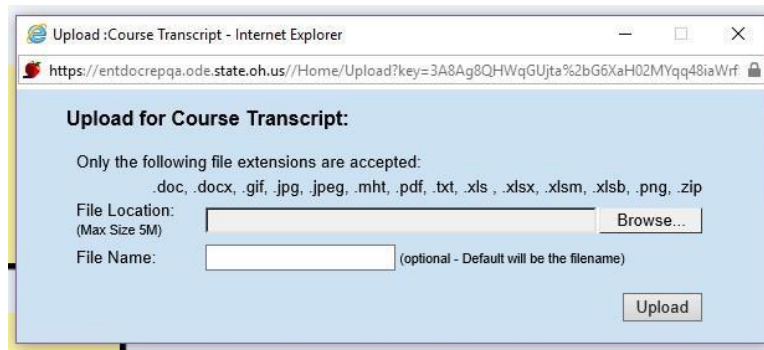 Upload :Course Transcript - Internet Explorer
https://entdocrepqa.ode.state.oh.us//Home/Upload?key=3A8Ag8QHWqGUjta%2bG6XaH02MYqq48iaWrf
Upload for Course Transcript:
Only the following file extensions are accepted:
.doc, .docx, .gif, .jpg, .jpeg, .mht, .pdf, .txt, .xls , .xlsx, .xlsm, .xlsb, .png, .zip
File Location:
Browse...
(Max Size 5M)
File Name:
(optional - Default will be the filename)
Upload